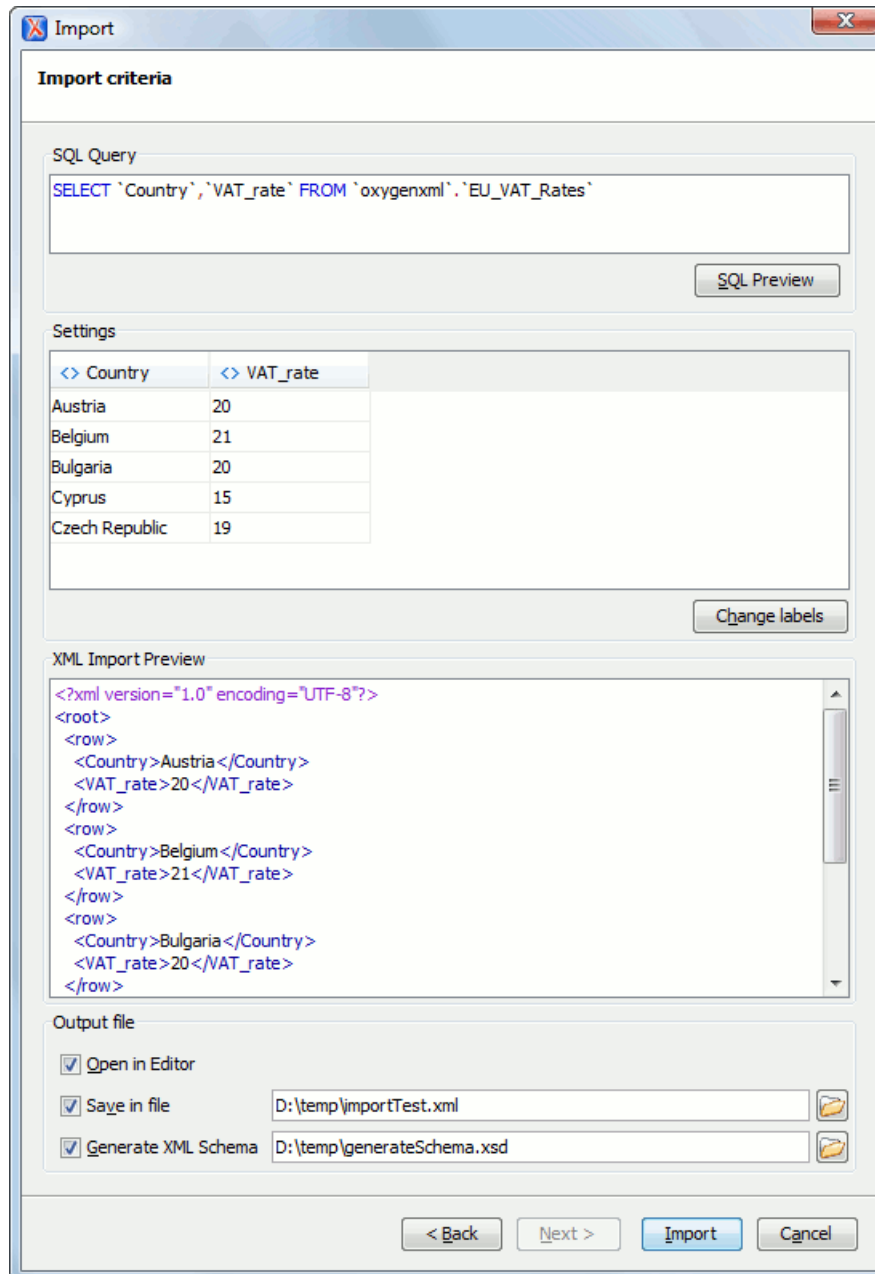 Import
Import criteria
SQL Query
SELECT `Country`,`VAT_rate` FROM `oxygenxml`.`EU_VAT_Rates`
SQL Preview
Settings
<> Country <> VAT_rate
Austria 20
Belgium 21
Bulgaria 20
Cyprus 15
Czech Republic 19
Change labels
XML Import Preview
<?xml version="1.0" encoding="UTF-8"?>
<root>
<row>
<Country>Austria</Country>
<VAT_rate>20</VAT_rate>
</row>
<row>
<Country>Belgium</Country>
<VAT_rate>21</VAT_rate>
</row>
<row>
<Country>Bulgaria</Country>
<VAT_rate>20</VAT_rate>
</row>
Output file
Open in Editor
Save in file D:\temp\importTest.xml
Generate XML Schema D:\temp\generateSchema.xsd
< Back Next > Import Cancel